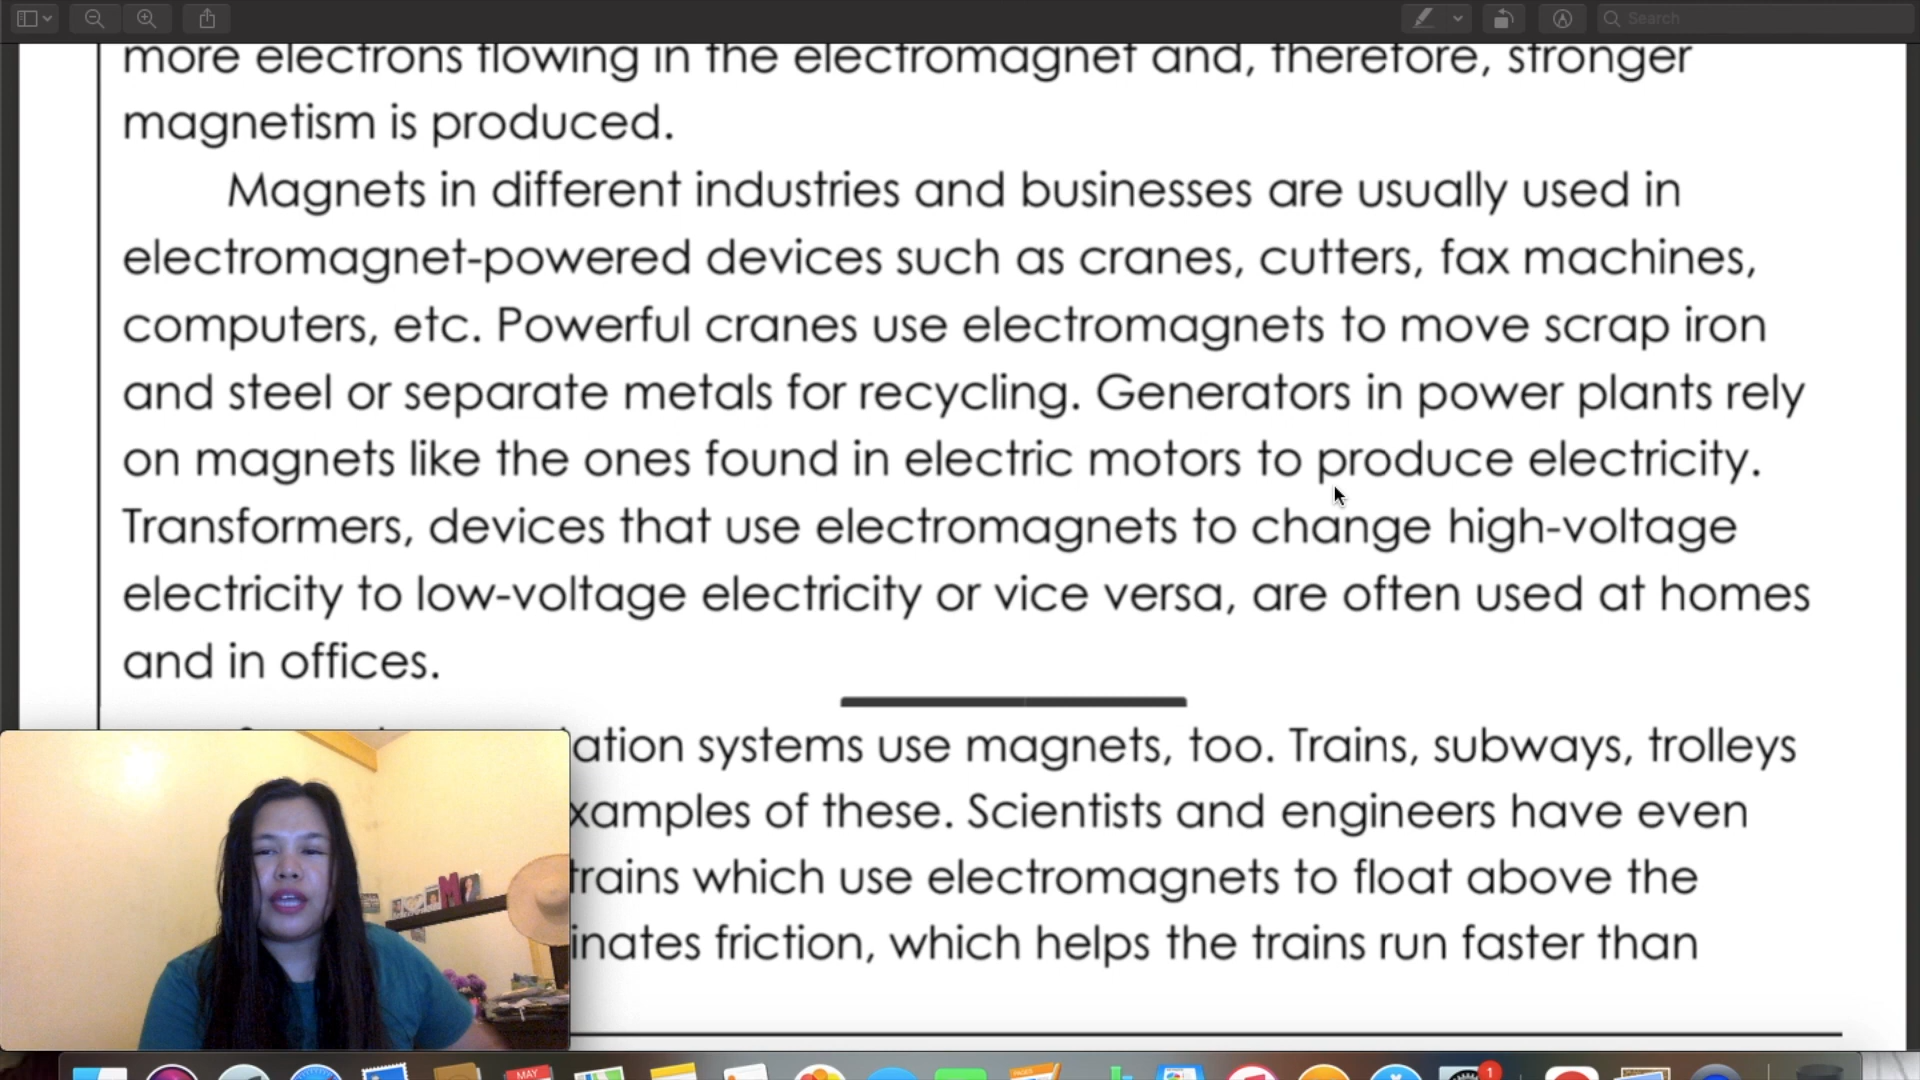 Search
more electrons flowing in the electromagnet and, therefore, stronger
magnetism is produced.
Magnets in different industries and businesses are usually used in
electromagnet-powered devices such as cranes, cutters, fax machines,
computers, etc. Powerful cranes use electromagnets to move scrap iron
and steel or separate metals for recycling. Generators in power plants rely
on magnets like the ones found in electric motors to produce electricity.
Transformers, devices that use electromagnets to change high-voltage
electricity to low-voltage electricity or vice versa, are often used at homes
and in offices.
systems use magnets, too. Trains, subways, trolleys
of these. Scientists and engineers have even
trains which use electromagnets to float above the
friction, which helps the trains run faster than
M
MAY
PAGES
1